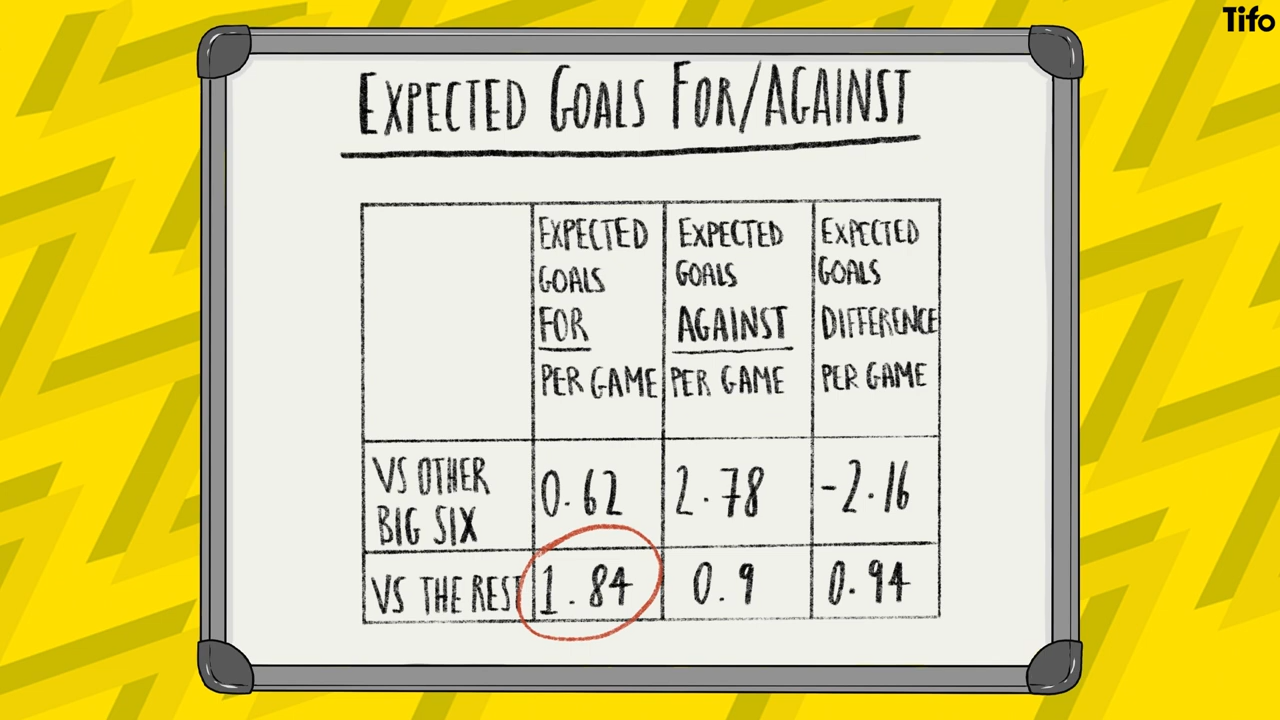 Tifo
EXPECTED GOALS FOR/AGAINST
EXPECTED
GOALS
FOR
PER GAME
EXPECTED
GOALS
AGAINST
PER GAME
EXPECTED
GOALS
DIFFERENCE
PER GAME
VS OTHER
BIG SIX
0.62
2.78
-2.16
VS THE REST
1.84
0.9
0.94